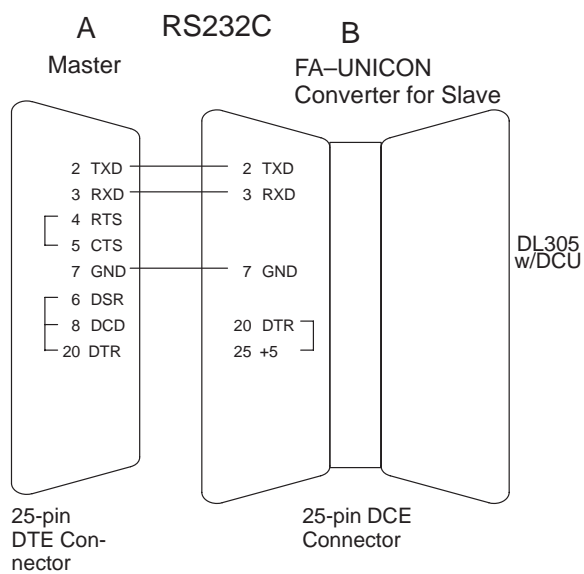 A RS232C B
Master
FA–UNICON
Converter for Slave
2 TXD 2 TXD
3 RXD 3 RXD
4 RTS
5 CTS
7 GND 7 GND
6 DSR
8 DCD 20 DTR
20 DTR 25 +5
DL305
w/DCU
25-pin
DTE Con-
nector
25-pin DCE
Connector